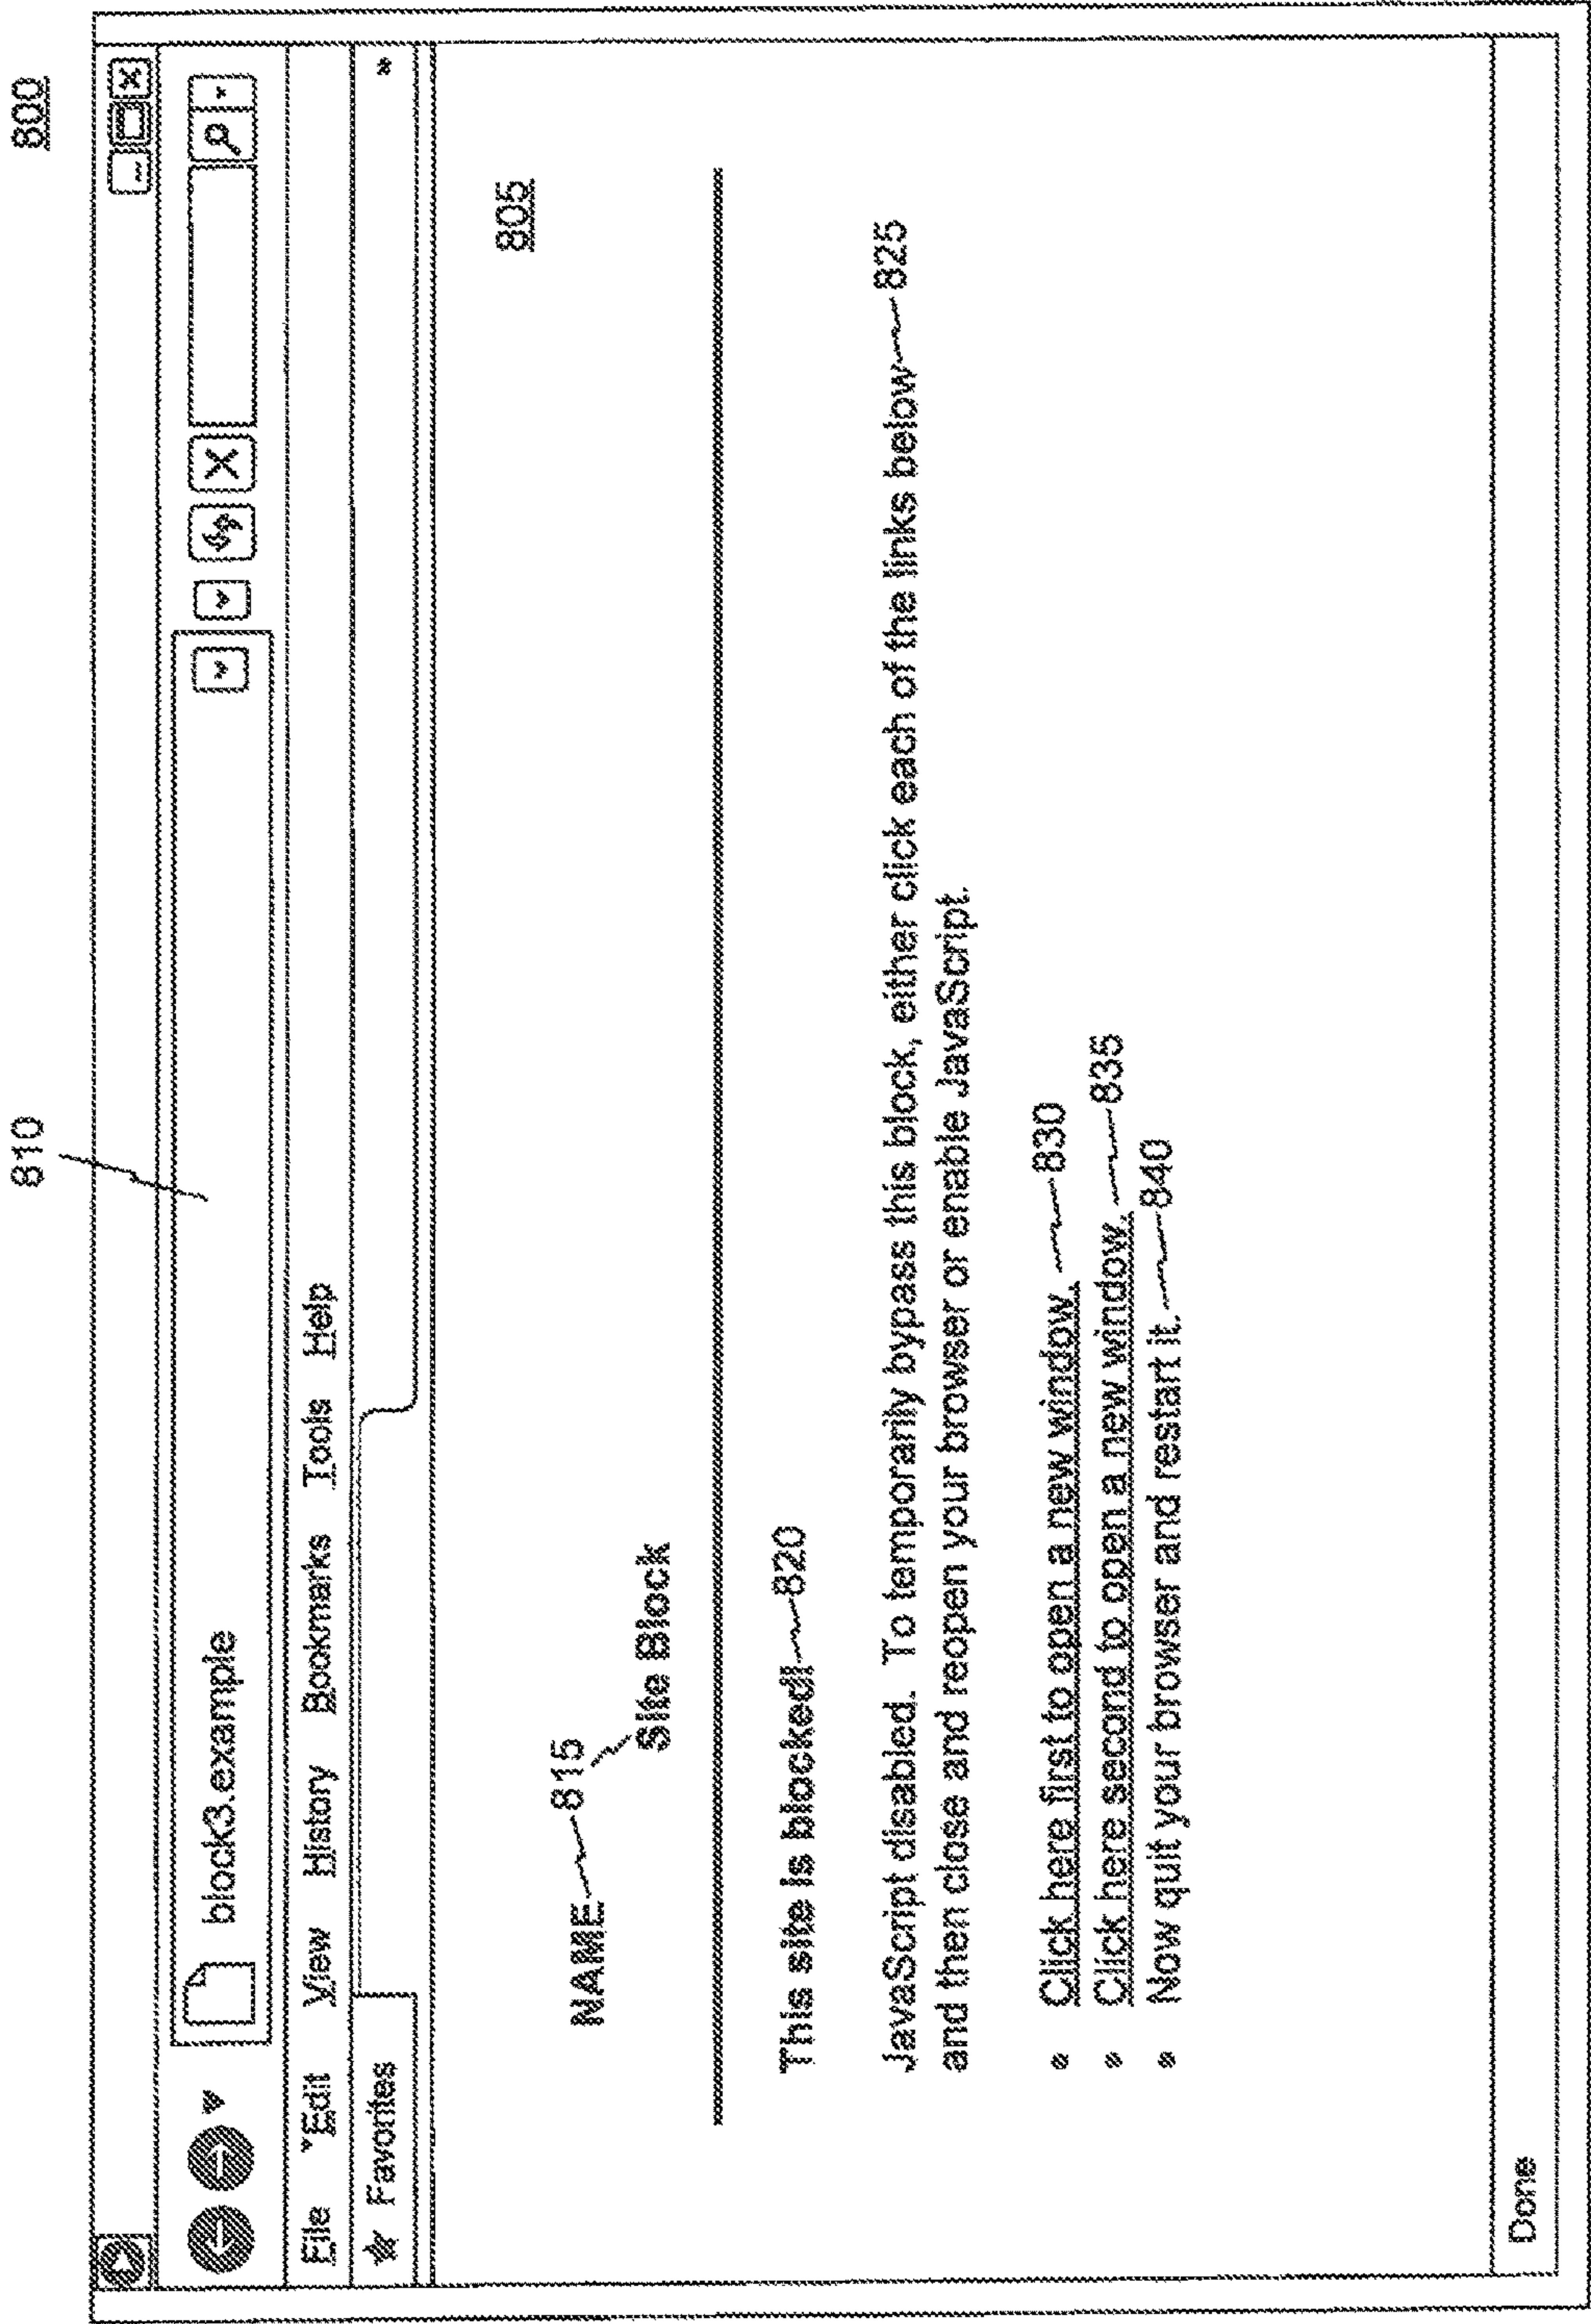 800
810
block3.example
File Edit View History Bookmarks Tools Help
Favorites »
805
NAME 815
Site Block
This site is blocked! 820
JavaScript disabled. To temporarily bypass this block, either click each of the links below 825
and then close and reopen your browser or enable JavaScript.
• Click here first to open a new window. 830
• Click here second to open a new window. 835
• Now quit your browser and restart it. 840
Done